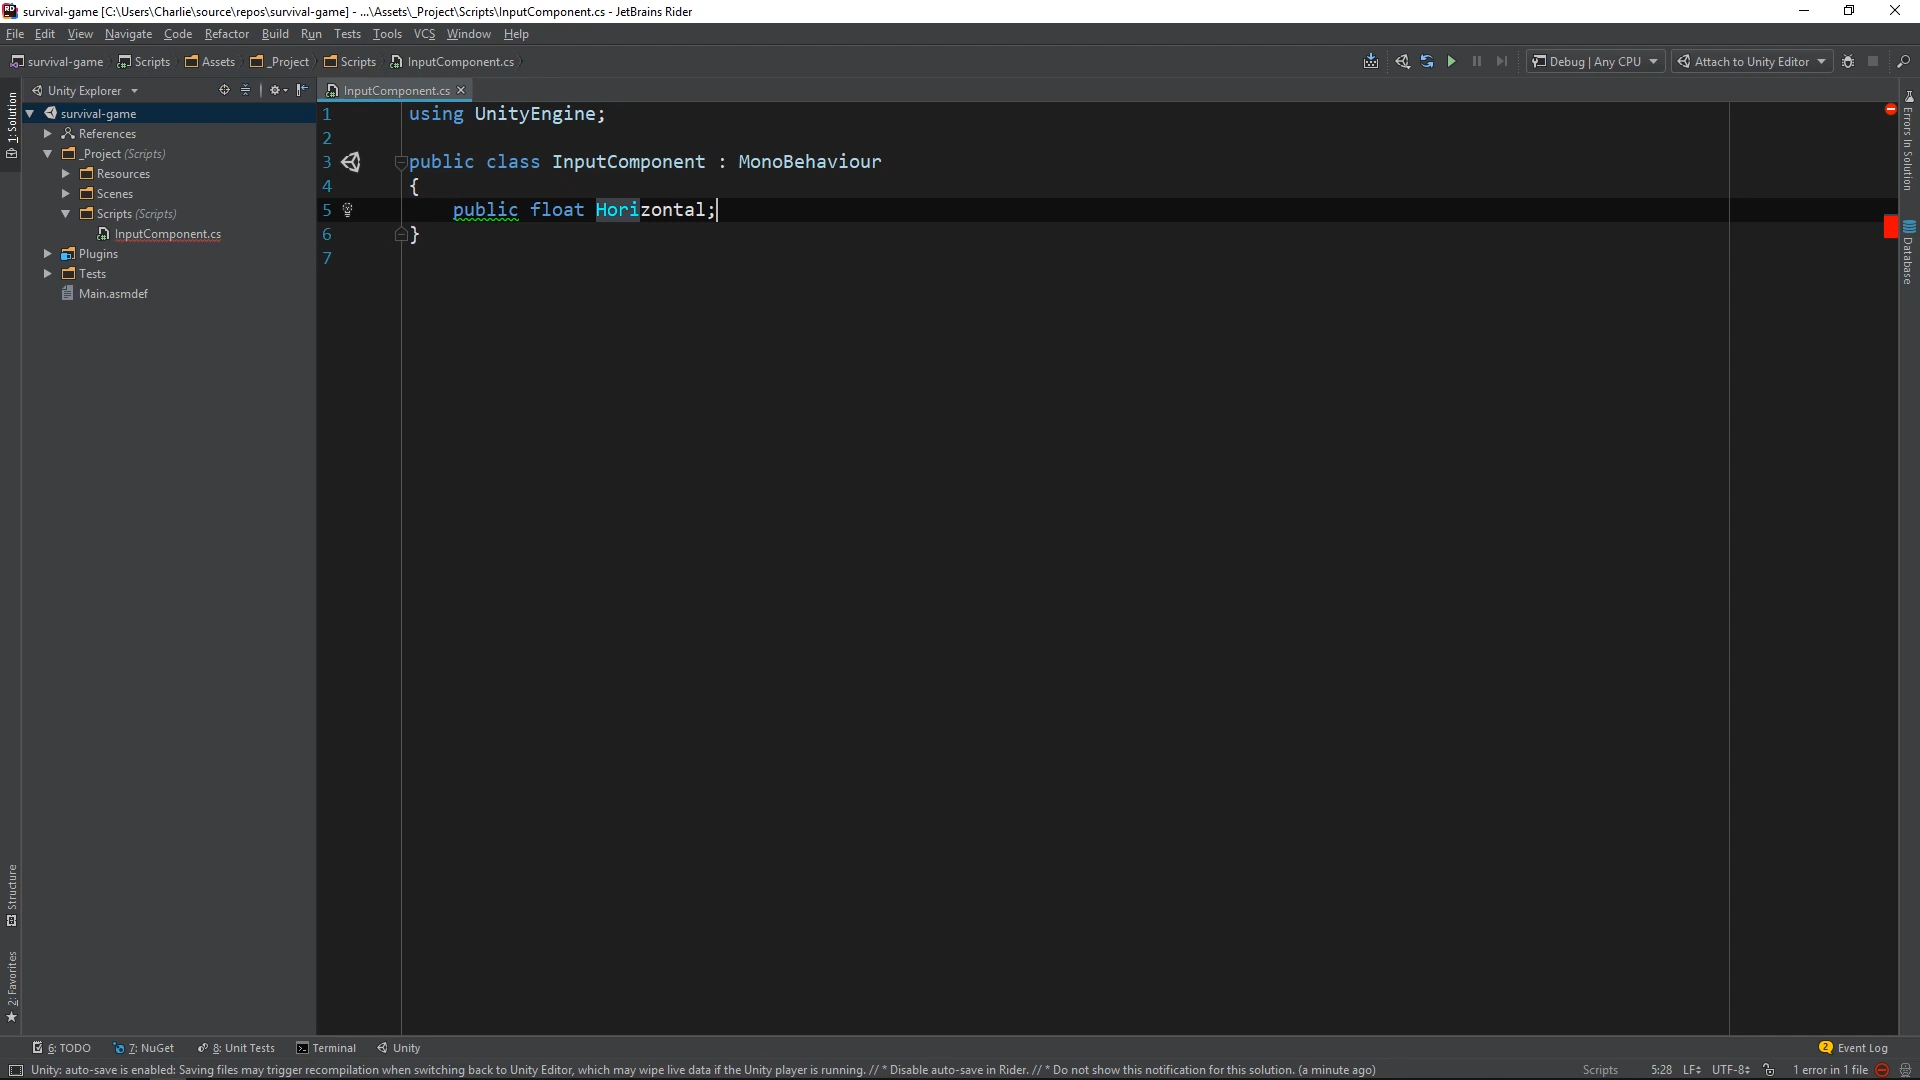 survival-game [C:\Users\Charlie\source\repos\survival-game] - ...\Assets\_Project\Scripts\InputComponent.cs - JetBrains Rider
File Edit View Navigate Code Refactor Build Run Tests Tools VCS Window Help
survival-game Scripts Assets _Project Scripts InputComponent.cs
Debug | Any CPU Attach to Unity Editor
Unity Explorer
InputComponent.cs
survival-game
References
_Project (Scripts)
Resources
Scenes
Scripts (Scripts)
InputComponent.cs
Plugins
Tests
Main.asmdef
1 using UnityEngine;
2
3 public class InputComponent : MonoBehaviour
4 {
5 public float Horizontal;
6 }
7
1: Solution
Structure
2: Favorites
Errors In Solution
Database
6: TODO 7: NuGet 8: Unit Tests Terminal Unity
2 Event Log
Unity: auto-save is enabled: Saving files may trigger recompilation when switching back to Unity Editor, which may wipe live data if the Unity player is running. // * Disable auto-save in Rider. // * Do not show this notification for this solution. (a minute ago)
Scripts 5:28 LF UTF-8 1 error in 1 file